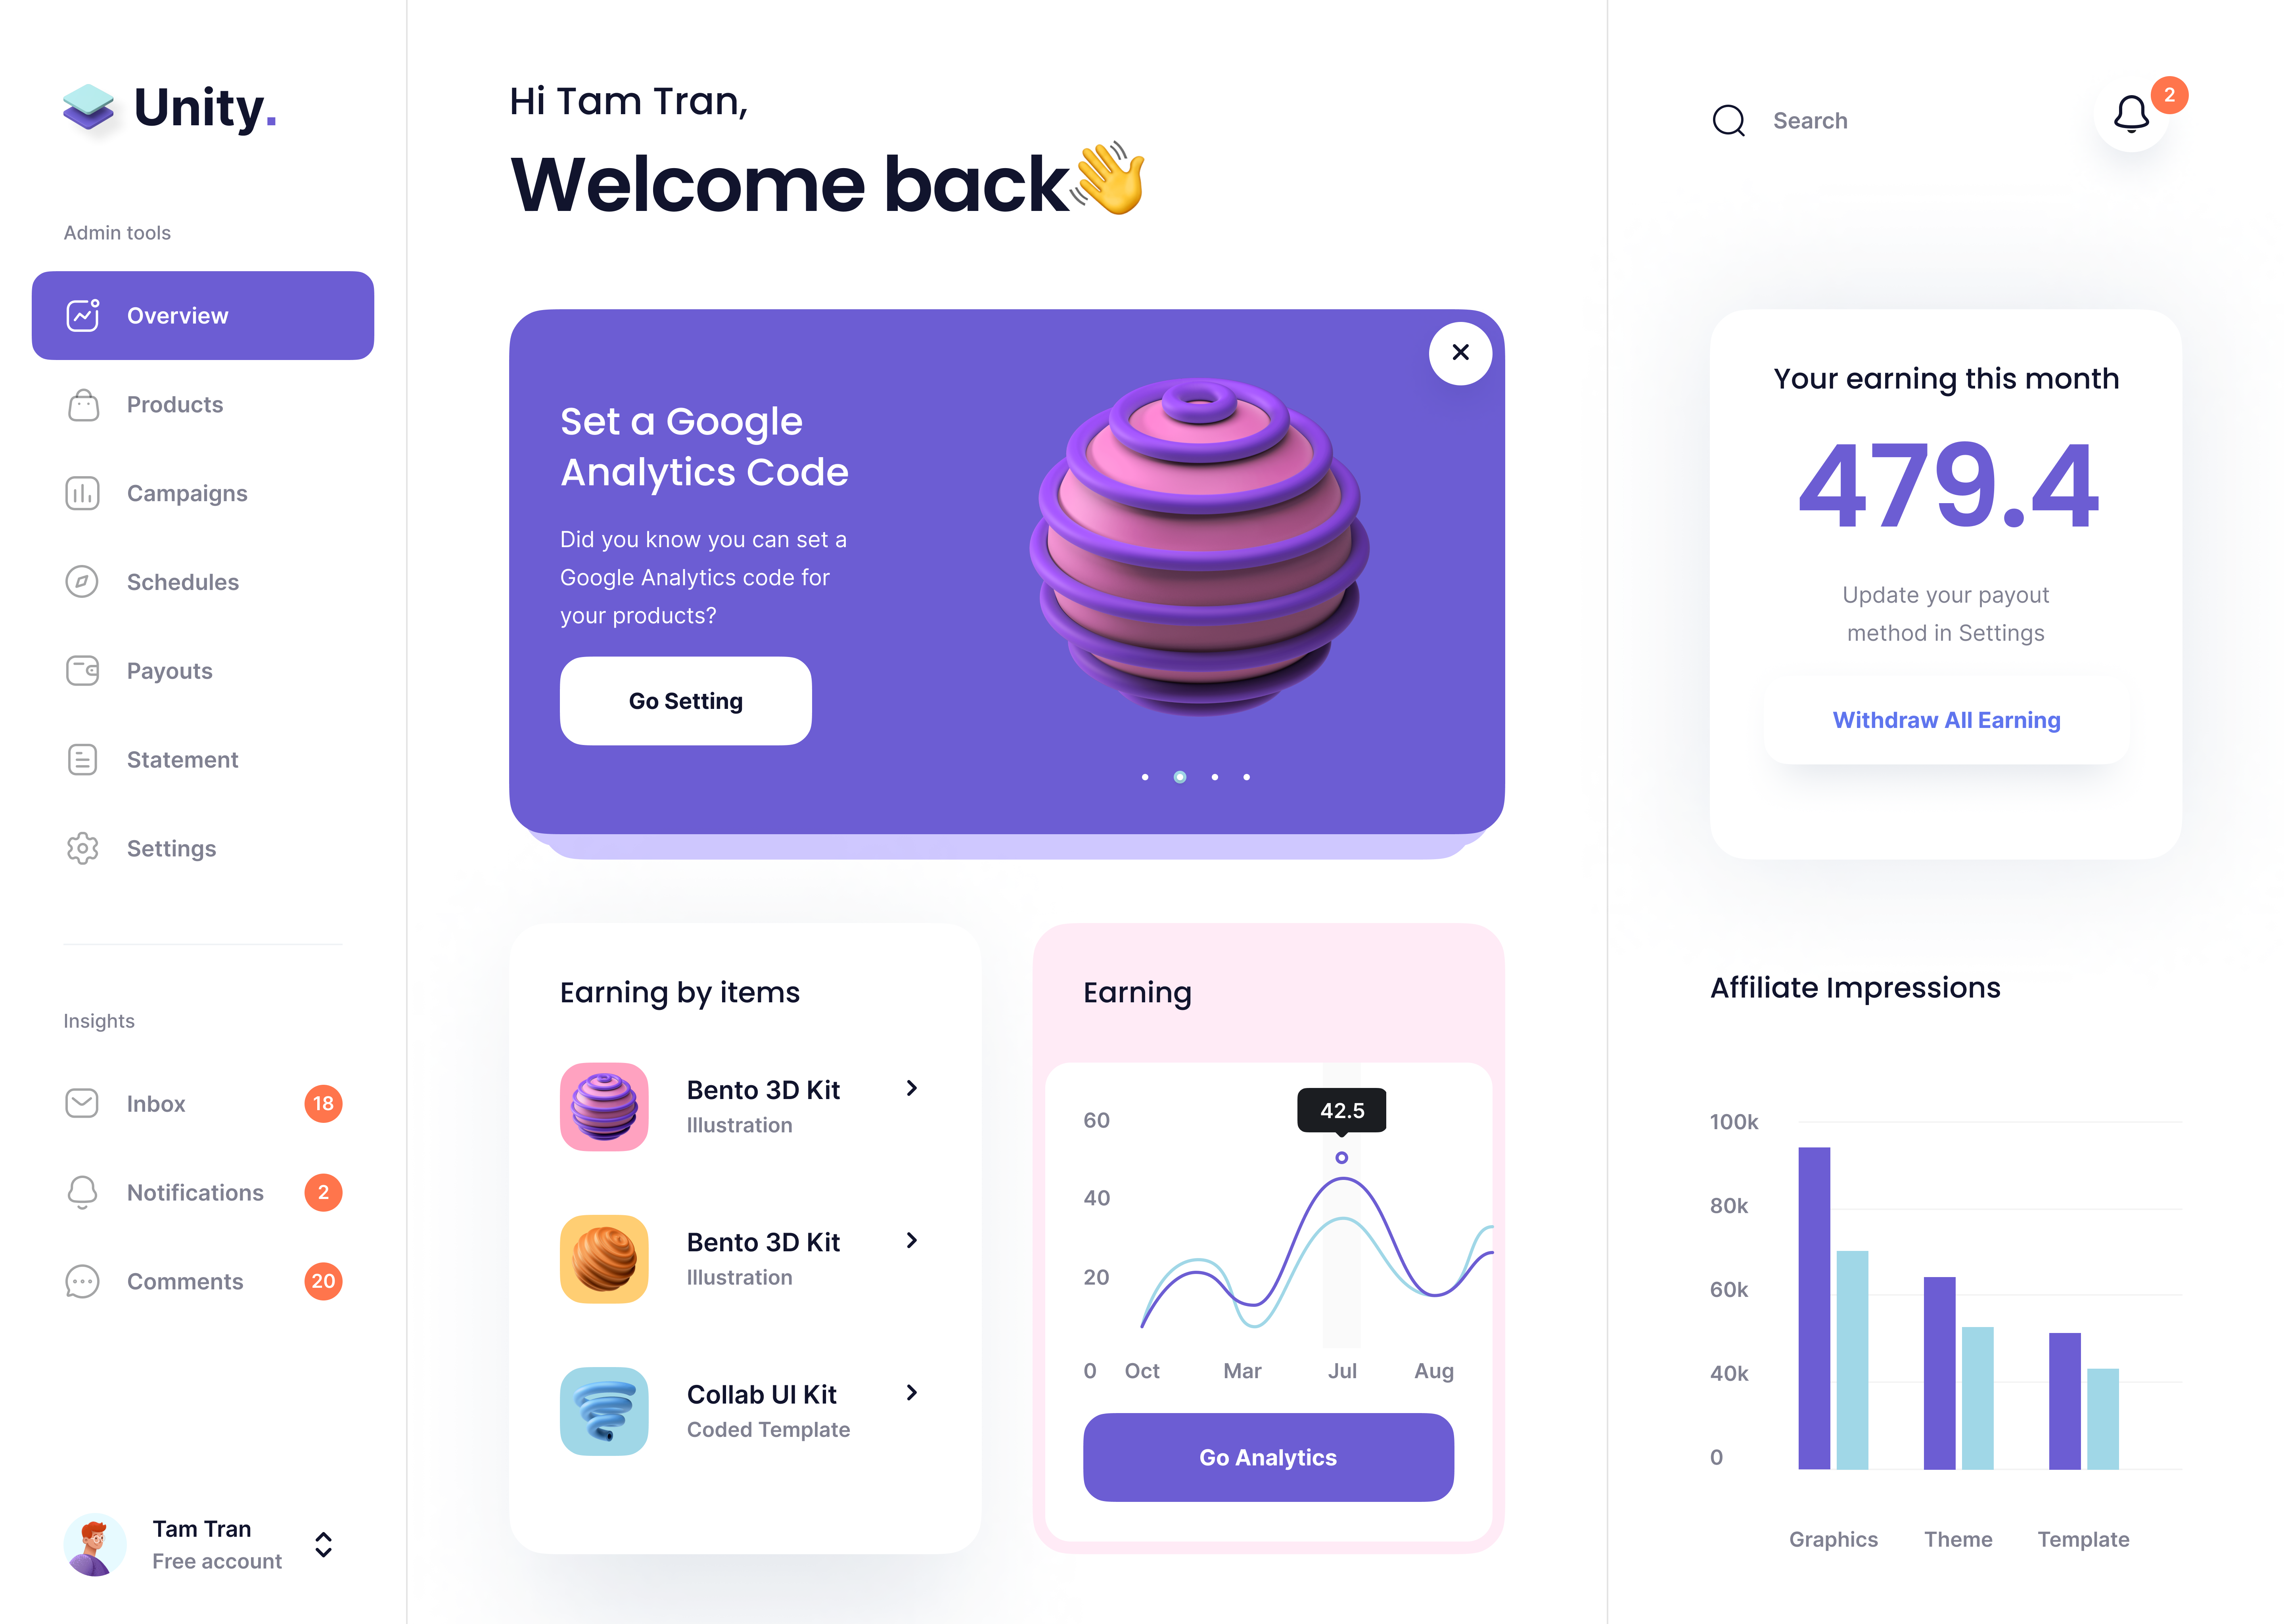 Unity.
Admin tools
Overview
Products
Campaigns
Schedules
Payouts
Statement
Settings
Insights
Inbox 18
Notifications 2
Comments 20
Tam Tran
Free account
Hi Tam Tran,
Welcome back👋
Set a Google
Analytics Code
Did you know you can set a
Google Analytics code for
your products?
Go Setting
Earning by items
Bento 3D Kit
Illustration
Bento 3D Kit
Illustration
Collab UI Kit
Coded Template
Earning
42.5
60
40
20
0 Oct Mar Jul Aug
Go Analytics
Search
2
Your earning this month
479.4
Update your payout
method in Settings
Withdraw All Earning
Affiliate Impressions
100k
80k
60k
40k
0
Graphics Theme Template